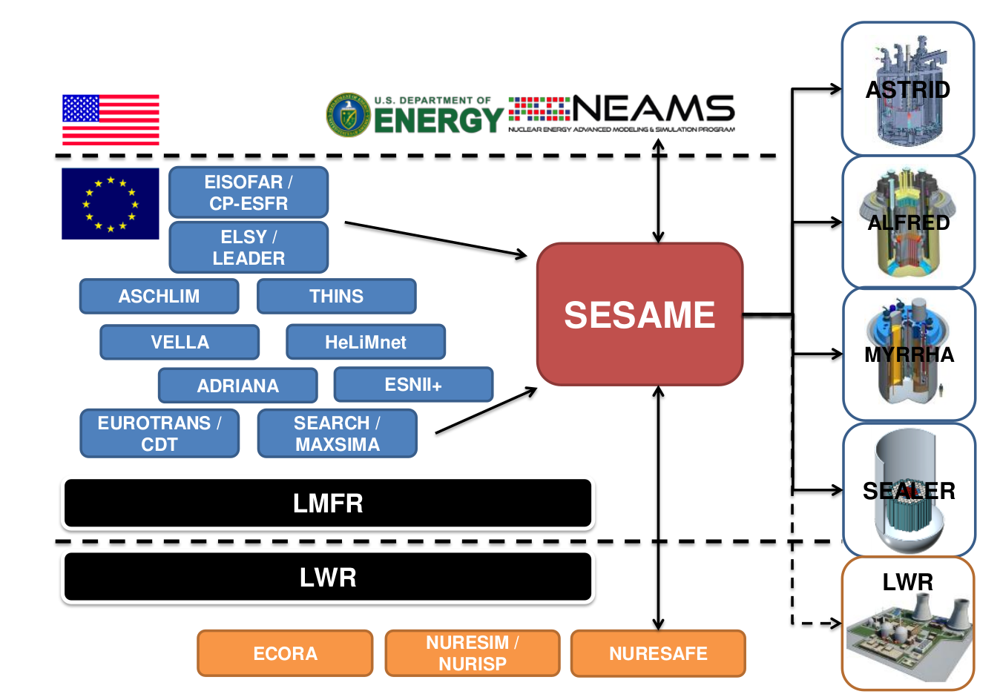 U.S. DEPARTMENT OF
ENERGY
NEAMS
NUCLEAR ENERGY ADVANCED MODELING & SIMULATION PROGRAM
EISOFAR /
CP-ESFR
ELSY /
LEADER
ASCHLIM
THINS
VELLA
HeLiMnet
ADRIANA
ESNII+
EUROTRANS /
CDT
SEARCH /
MAXSIMA
LMFR
LWR
ECORA
NURESIM /
NURISP
NURESAFE
SESAME
ASTRID
ALFRED
MYRRHA
SEALER
LWR